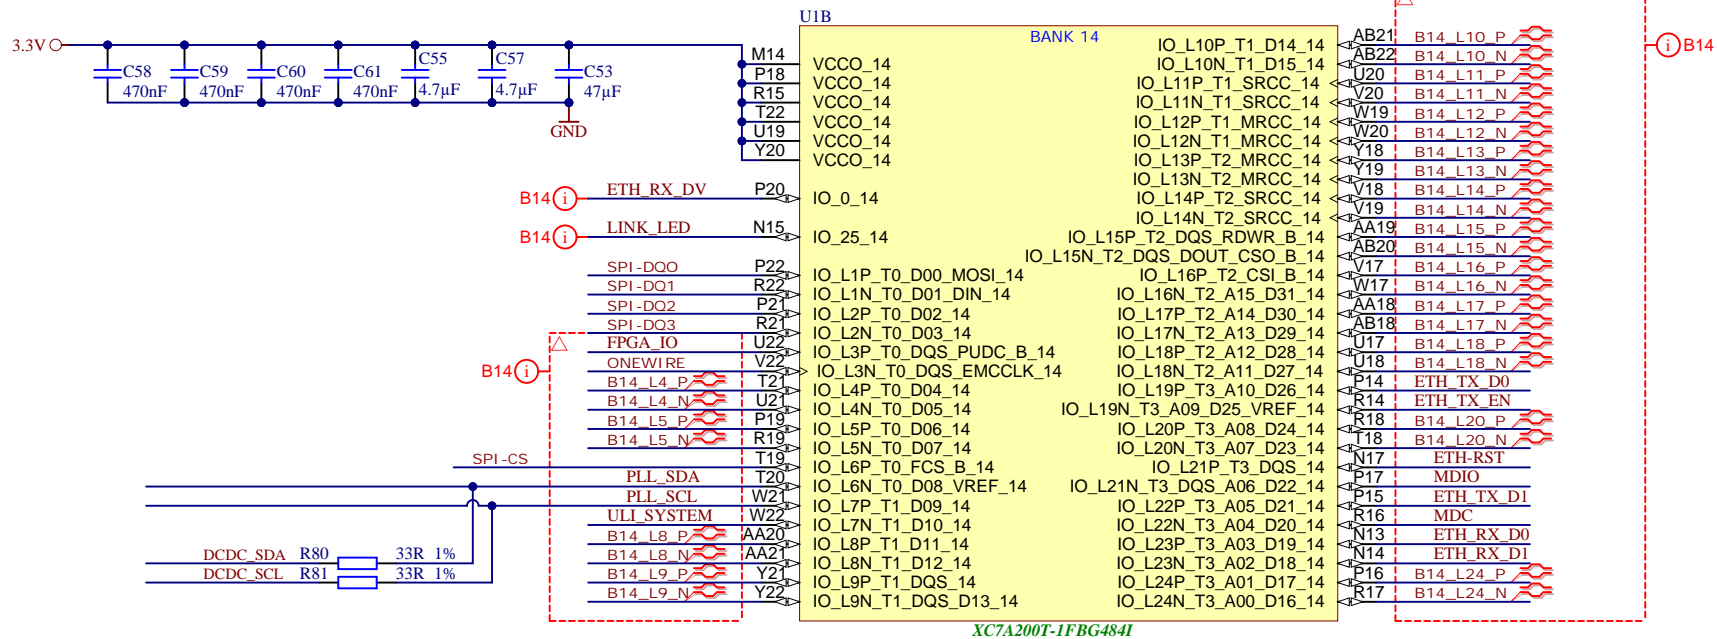 U1B
BANK 14
3.3V
C58 470nF
C59 470nF
C60 470nF
C61 470nF
C55 4.7µF
C57 4.7µF
C53 47µF
GND
M14 VCCO_14
P18 VCCO_14
R15 VCCO_14
T22 VCCO_14
U19 VCCO_14
Y20 VCCO_14
B14 i ETH_RX_DV P20 IO_0_14
B14 i LINK_LED N15 IO_25_14
SPI-DQ0 P22 IO_L1P_T0_D00_MOSI_14
SPI-DQ1 R22 IO_L1N_T0_D01_DIN_14
SPI-DQ2 P21 IO_L2P_T0_D02_14
SPI-DQ3 R21 IO_L2N_T0_D03_14
FPGA_IO U22 IO_L3P_T0_DQS_PUDC_B_14
B14 i ONEWIRE V22 IO_L3N_T0_DQS_EMCCLK_14
B14_L4_P T21 IO_L4P_T0_D04_14
B14_L4_N U21 IO_L4N_T0_D05_14
B14_L5_P P19 IO_L5P_T0_D06_14
B14_L5_N R19 IO_L5N_T0_D07_14
SPI-CS T19 IO_L6P_T0_FCS_B_14
PLL_SDA T20 IO_L6N_T0_D08_VREF_14
PLL_SCL W21 IO_L7P_T1_D09_14
ULI_SYSTEM W22 IO_L7N_T1_D10_14
B14_L8_P AA20 IO_L8P_T1_D11_14
B14_L8_N AA21 IO_L8N_T1_D12_14
B14_L9_P Y21 IO_L9P_T1_DQS_14
B14_L9_N Y22 IO_L9N_T1_DQS_D13_14
DCDC_SDA R80 33R 1%
DCDC_SCL R81 33R 1%
IO_L10P_T1_D14_14 AB21 B14_L10_P
IO_L10N_T1_D15_14 AB22 B14_L10_N
IO_L11P_T1_SRCC_14 U20 B14_L11_P
IO_L11N_T1_SRCC_14 V20 B14_L11_N
IO_L12P_T1_MRCC_14 W19 B14_L12_P
IO_L12N_T1_MRCC_14 W20 B14_L12_N
IO_L13P_T2_MRCC_14 Y18 B14_L13_P
IO_L13N_T2_MRCC_14 Y19 B14_L13_N
IO_L14P_T2_SRCC_14 V18 B14_L14_P
IO_L14N_T2_SRCC_14 V19 B14_L14_N
IO_L15P_T2_DQS_RDWR_B_14 AA19 B14_L15_P
IO_L15N_T2_DQS_DOUT_CSO_B_14 AB20 B14_L15_N
IO_L16P_T2_CSI_B_14 V17 B14_L16_P
IO_L16N_T2_A15_D31_14 W17 B14_L16_N
IO_L17P_T2_A14_D30_14 AA18 B14_L17_P
IO_L17N_T2_A13_D29_14 AB18 B14_L17_N
IO_L18P_T2_A12_D28_14 U17 B14_L18_P
IO_L18N_T2_A11_D27_14 U18 B14_L18_N
IO_L19P_T3_A10_D26_14 P14 ETH_TX_D0
IO_L19N_T3_A09_D25_VREF_14 R14 ETH_TX_EN
IO_L20P_T3_A08_D24_14 R18 B14_L20_P
IO_L20N_T3_A07_D23_14 T18 B14_L20_N
IO_L21P_T3_DQS_14 N17 ETH-RST
IO_L21N_T3_DQS_A06_D22_14 P17 MDIO
IO_L22P_T3_A05_D21_14 P15 ETH_TX_D1
IO_L22N_T3_A04_D20_14 R16 MDC
IO_L23P_T3_A03_D19_14 N13 ETH_RX_D0
IO_L23N_T3_A02_D18_14 N14 ETH_RX_D1
IO_L24P_T3_A01_D17_14 P16 B14_L24_P
IO_L24N_T3_A00_D16_14 R17 B14_L24_N
i B14
XC7A200T-1FBG484I